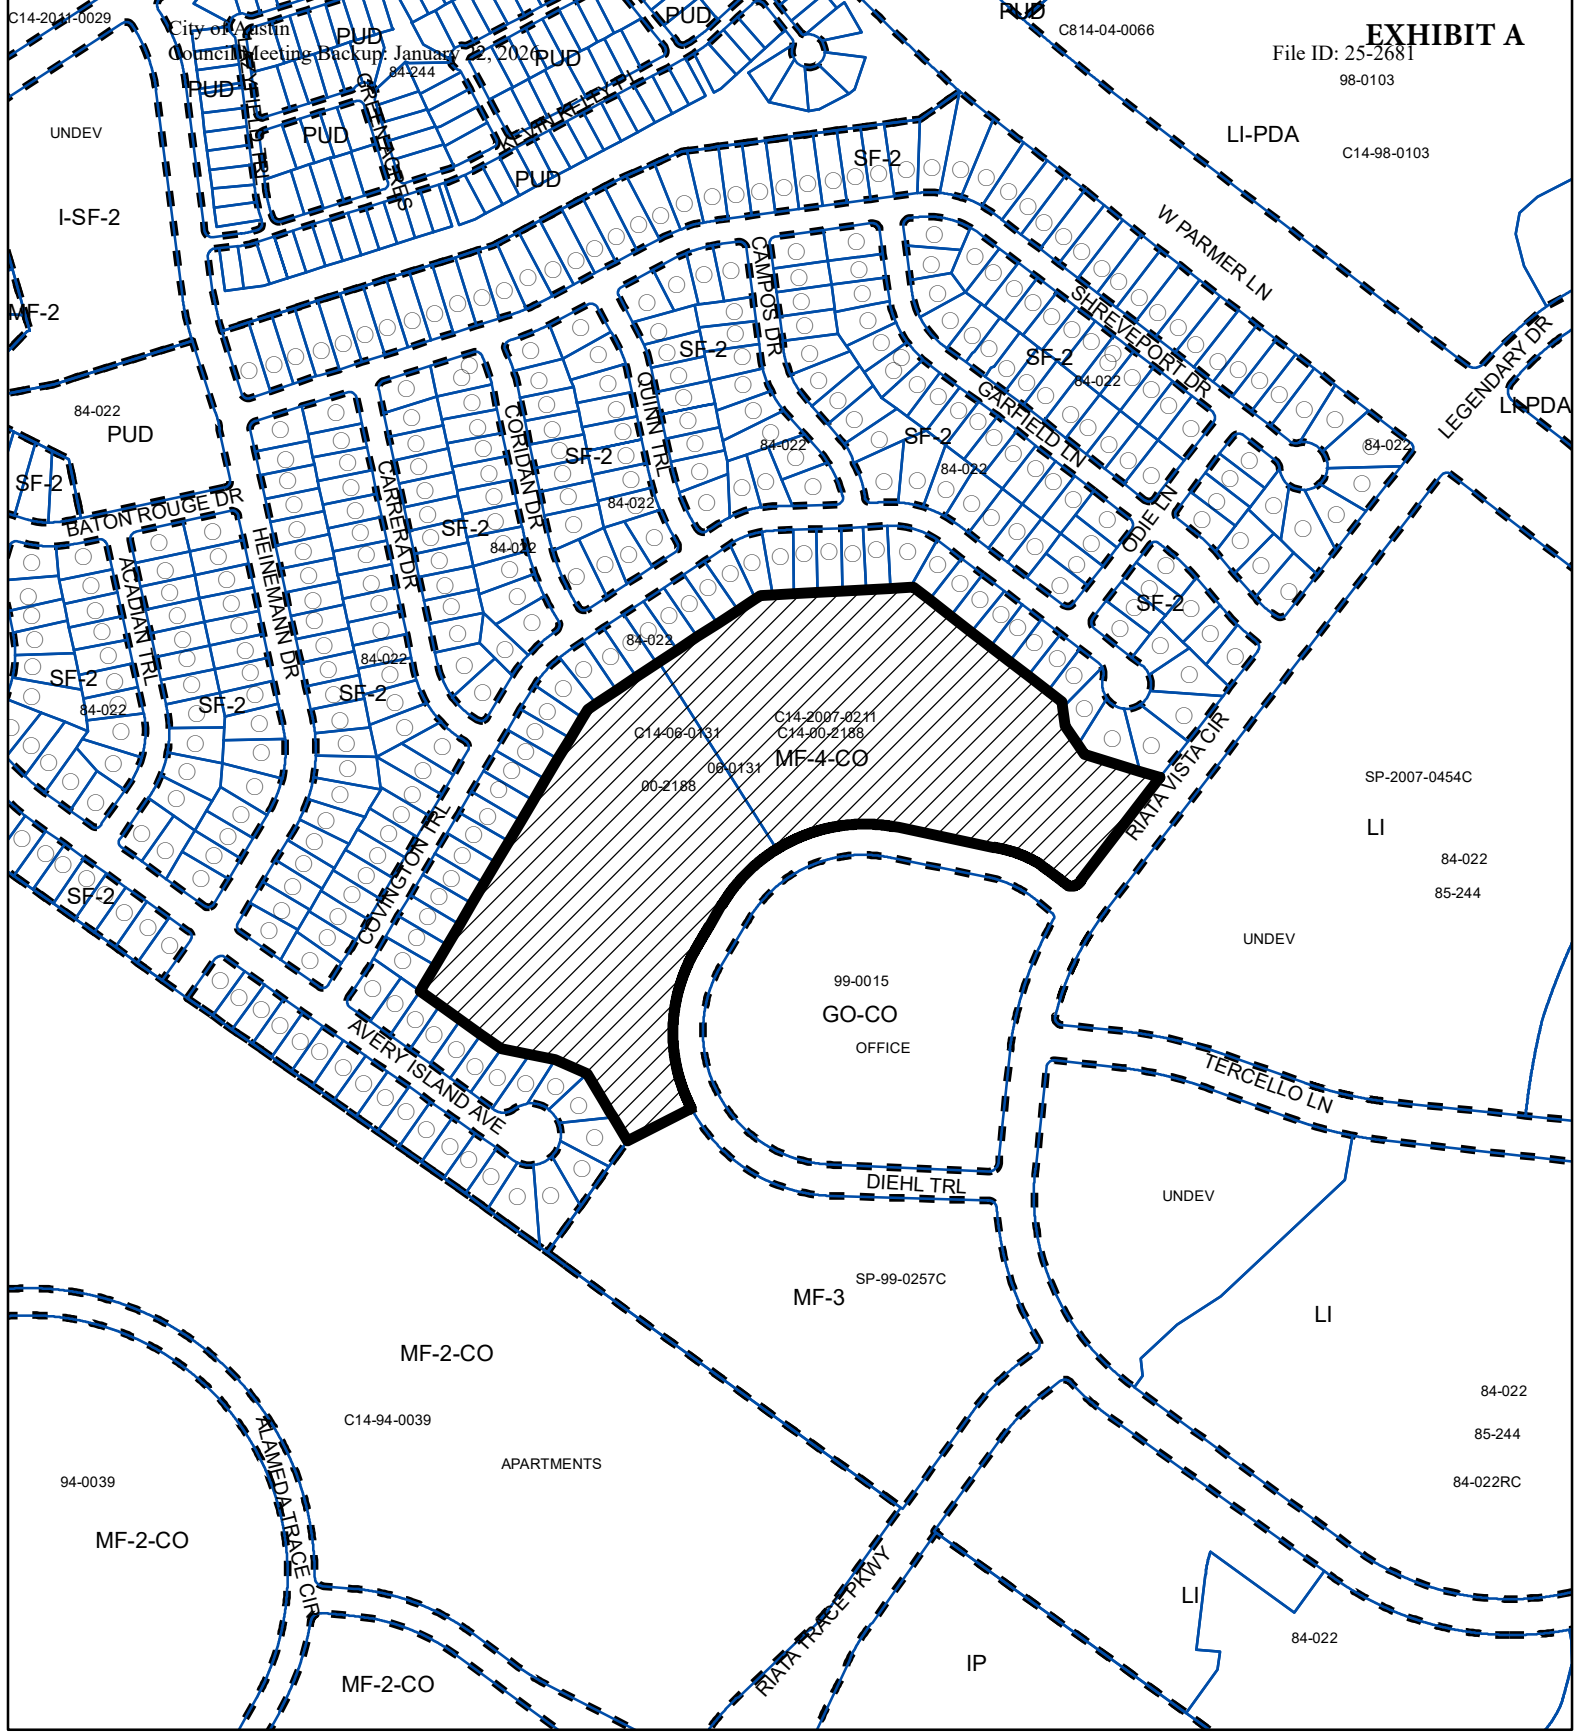 C14-2011-0029
City of Austin
Council Meeting Backup: January 22, 2026
EXHIBIT A
File ID: 25-2681
PUD
PUD
PUD
C814-04-0066
98-0103
84-244
PUD
PUD
UNDEV
PUD
GREENACRES
KEVIN KELLY PL
LI-PDA
C14-98-0103
SF-2
PUD
I-SF-2
W PARMER LN
MF-2
CAMPOS DR
SHREVEPORT DR
LEGENDARY DR
SF-2
SF-2
84-022
QUINN TRL
GARFIELD LN
LI-PDA
84-022
PUD
CORIDAN DR
SF-2
84-022
84-022
SF-2
84-022
SF-2
CARRERA DR
BATON ROUGE DR
84-022
SF-2
84-022
ODIE LN
HEINEMANN DR
ACADIAN TRL
SF-2
84-022
84-022
SF-2
84-022
SF-2
SF-2
C14-06-0131
C14-2007-0211
C14-00-2188
MF-4-CO
06-0131
00-2188
RIATA VISTA CIR
SP-2007-0454C
LI
84-022
85-244
COVINGTON TRL
SF-2
UNDEV
99-0015
GO-CO
OFFICE
AVERY ISLAND AVE
TERCELLO LN
DIEHL TRL
UNDEV
SP-99-0257C
MF-3
LI
MF-2-CO
84-022
C14-94-0039
85-244
APARTMENTS
94-0039
84-022RC
ALAMEDA TRACE CIR
MF-2-CO
RIATA TRACE PKWY
LI
84-022
IP
MF-2-CO